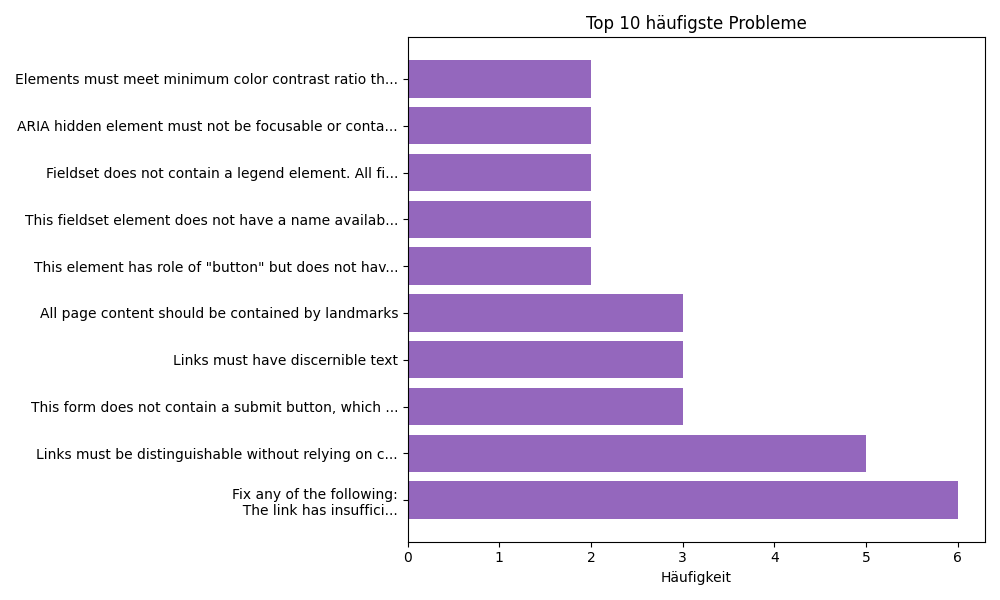 Top 10 häufigste Probleme
Elements must meet minimum color contrast ratio th...
ARIA hidden element must not be focusable or conta...
Fieldset does not contain a legend element. All fi...
This fieldset element does not have a name availab...
This element has role of "button" but does not hav...
All page content should be contained by landmarks
Links must have discernible text
This form does not contain a submit button, which ...
Links must be distinguishable without relying on c...
Fix any of the following:
The link has insuffici...
0 1 2 3 4 5 6
Häufigkeit